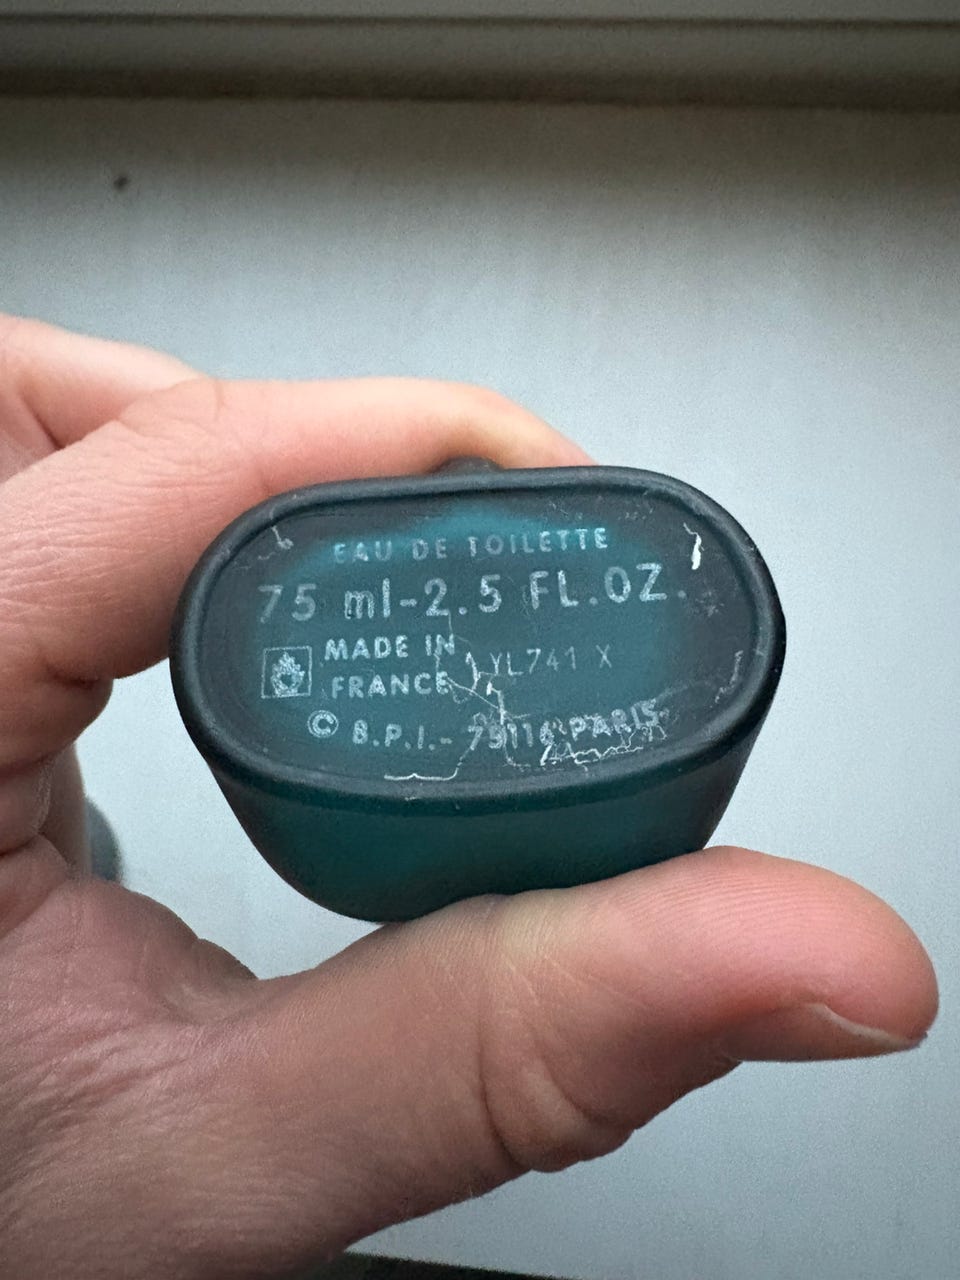 EAU DE TOILETTE
75 ml-2.5 FL.OZ.
MADE IN
FRANCE
YL741 X
© B.P.I.- 75116 PARIS